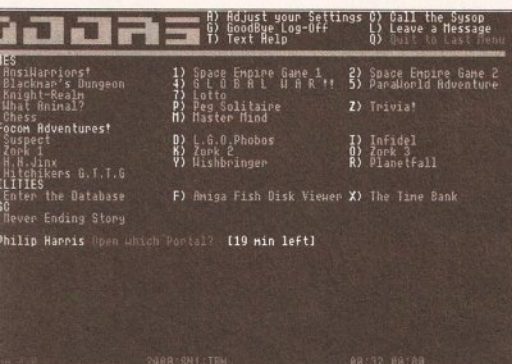 OORS
A) Adjust your Settings C) Call the Sysop
G) GoodBye Log-Off L) Leave a Message
T) Text Help Q) Quit to Last Menu
MES
AnsiWarriors! 1) Space Empire Game 1 2) Space Empire Game 2
Blackmar's Dungeon 4) G L O B A L W A R !! 5) ParaWorld Adventure
Knight-Realm 7) Lotto
What Animal? P) Peg Solitaire Z) Trivia!
Chess M) Master Mind
focom Adventures!
Suspect D) L.G.O.Phobos I) Infidel
Zork 1 K) Zork 2 O) Zork 3
H.H.Jinx Y) Wishbringer R) Planetfall
Hitchikers G.T.T.G
ILITIES
Enter the Database F) Amiga Fish Disk Viewer X) The Time Bank
SG
Never Ending Story
Philip Harris Open which Portal? [19 min left]